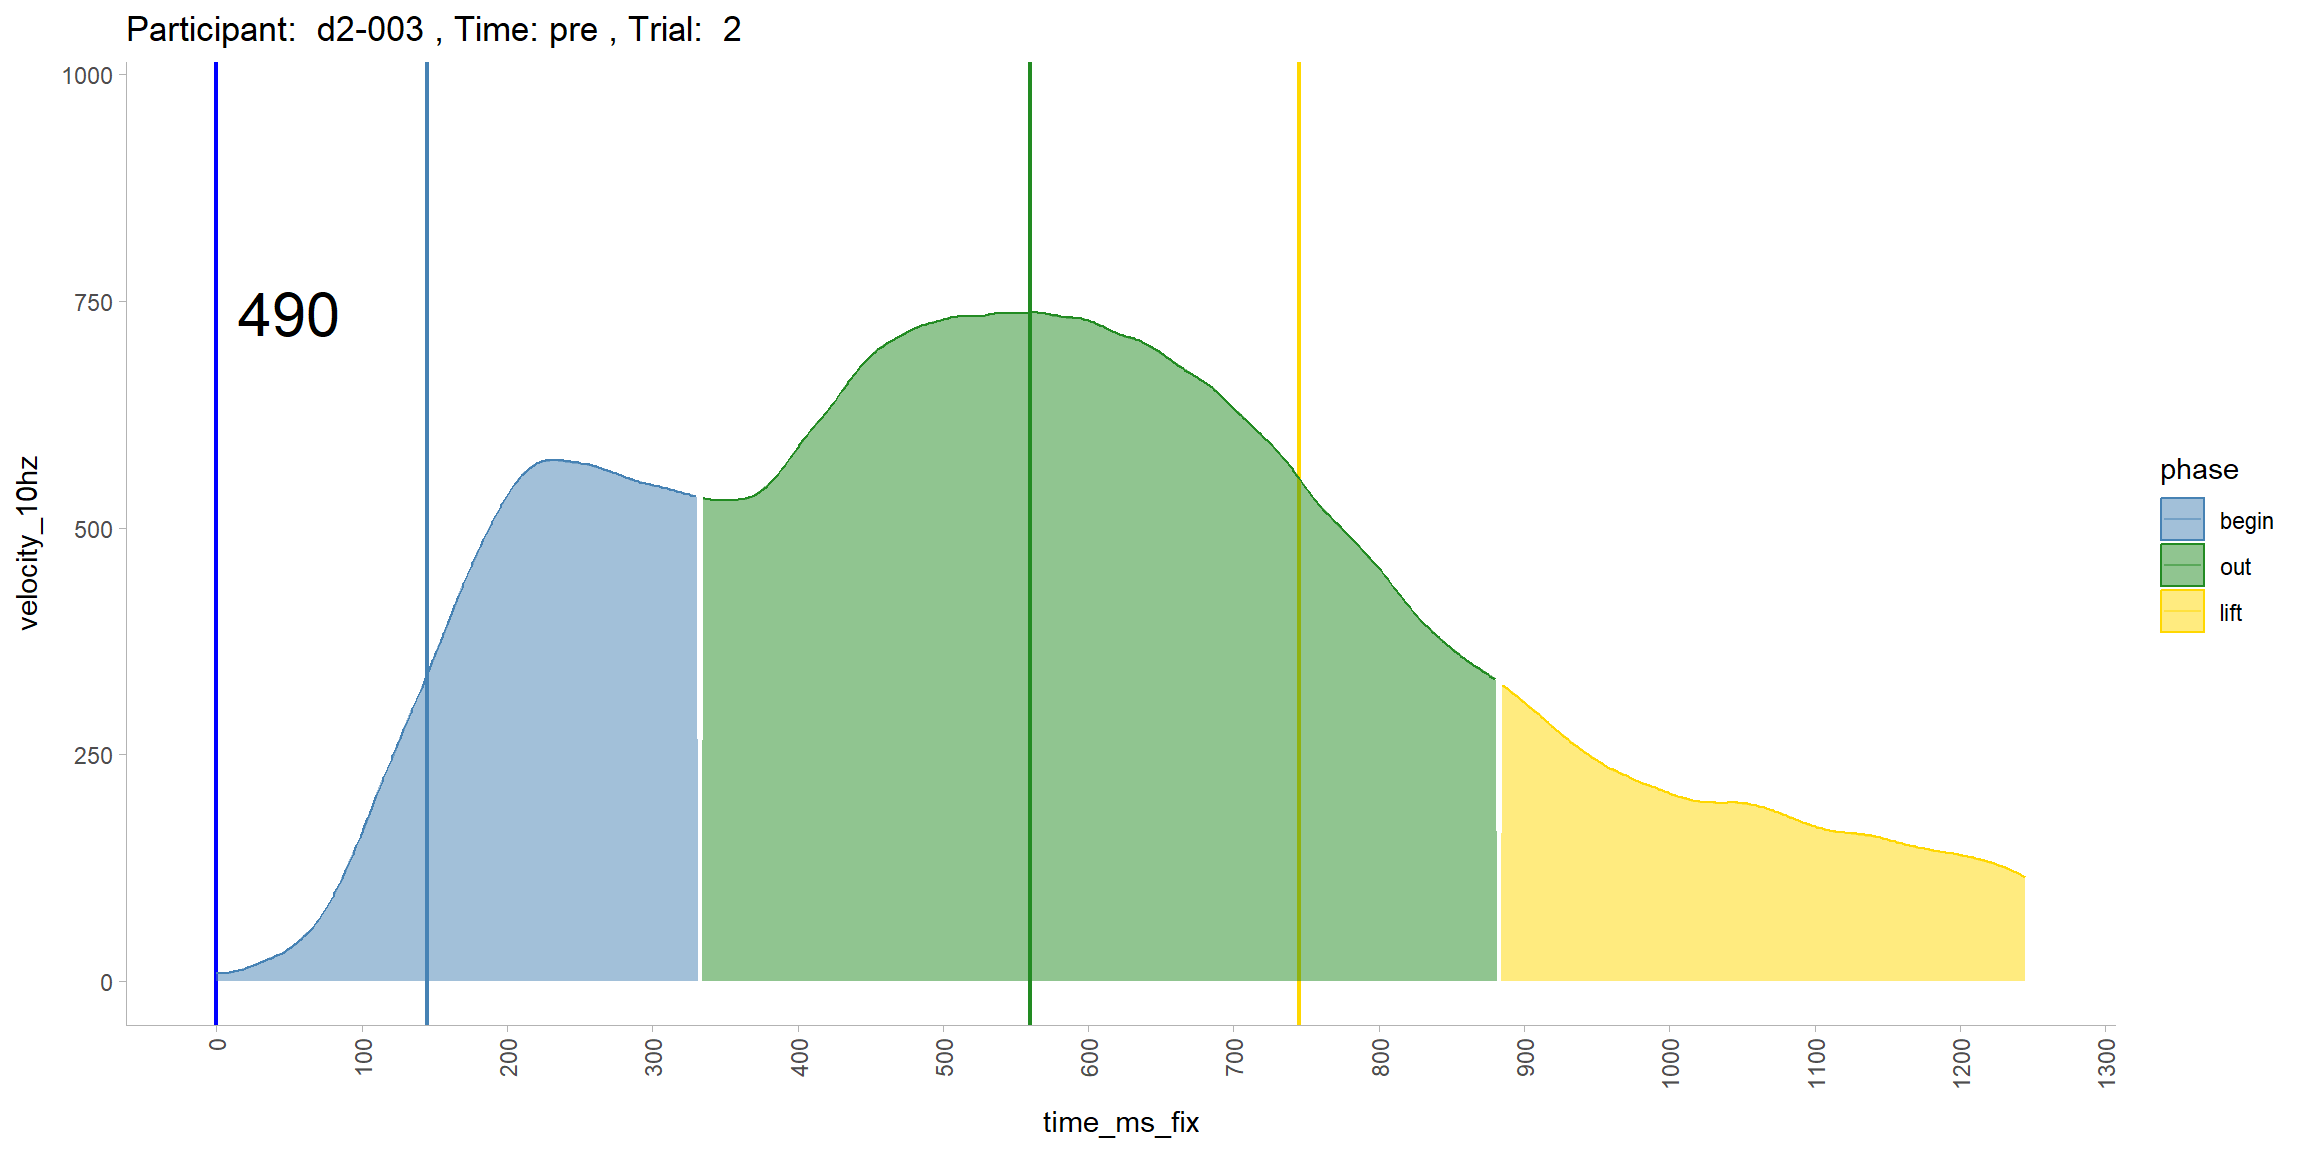 Participant:  d2-003 , Time: pre , Trial:  2
1000
750
500
250
0
velocity_10hz
490
0
100
200
300
400
500
600
700
800
900
1000
1100
1200
1300
time_ms_fix
phase
begin
out
lift